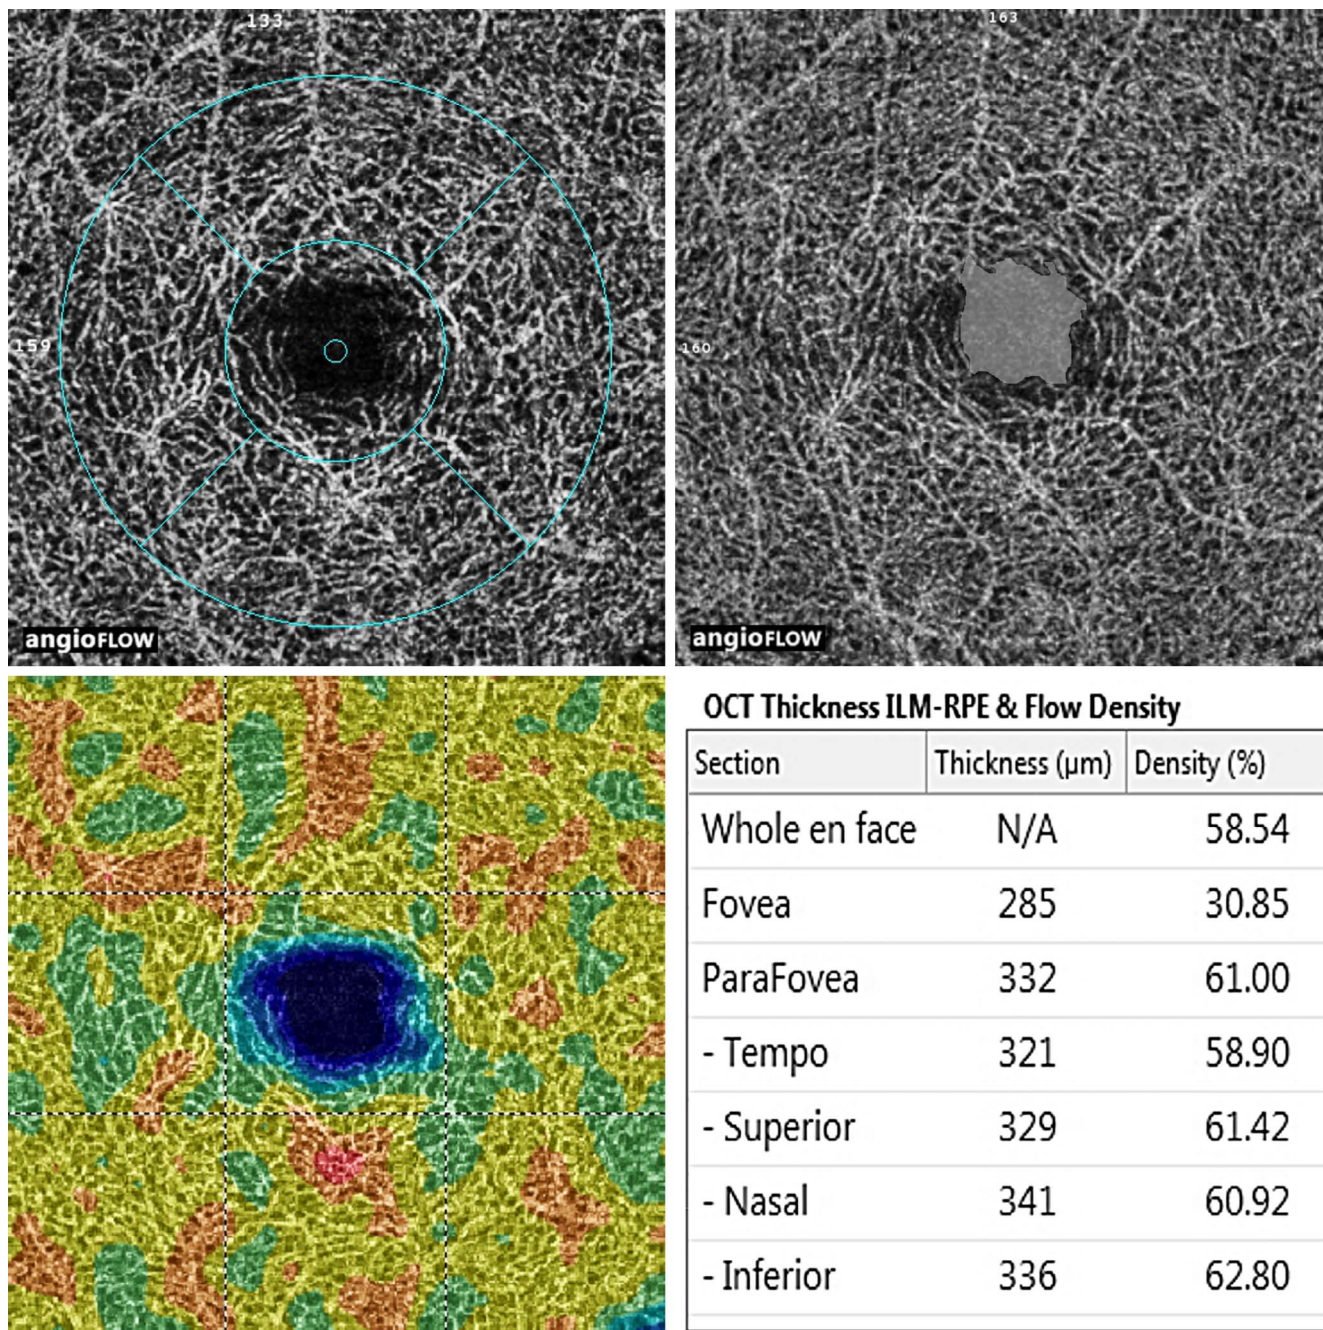 133
159
angioFLOW
163
160
angioFLOW
OCT Thickness ILM-RPE & Flow Density
Section Thickness (µm) Density (%)
Whole en face N/A 58.54
Fovea 285 30.85
ParaFovea 332 61.00
- Tempo 321 58.90
- Superior 329 61.42
- Nasal 341 60.92
- Inferior 336 62.80